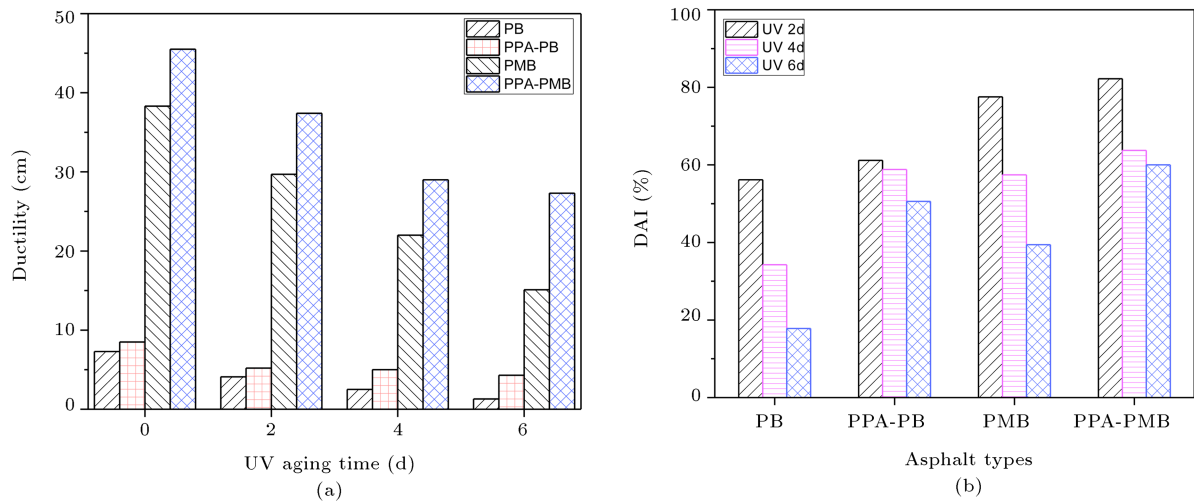 50
40
30
20
10
0
Ductility (cm)
PB
PPA-PB
PMB
PPA-PMB
0 2 4 6
UV aging time (d)
(a)
100
80
60
40
20
0
DAI (%)
UV 2d
UV 4d
UV 6d
PB PPA-PB PMB PPA-PMB
Asphalt types
(b)